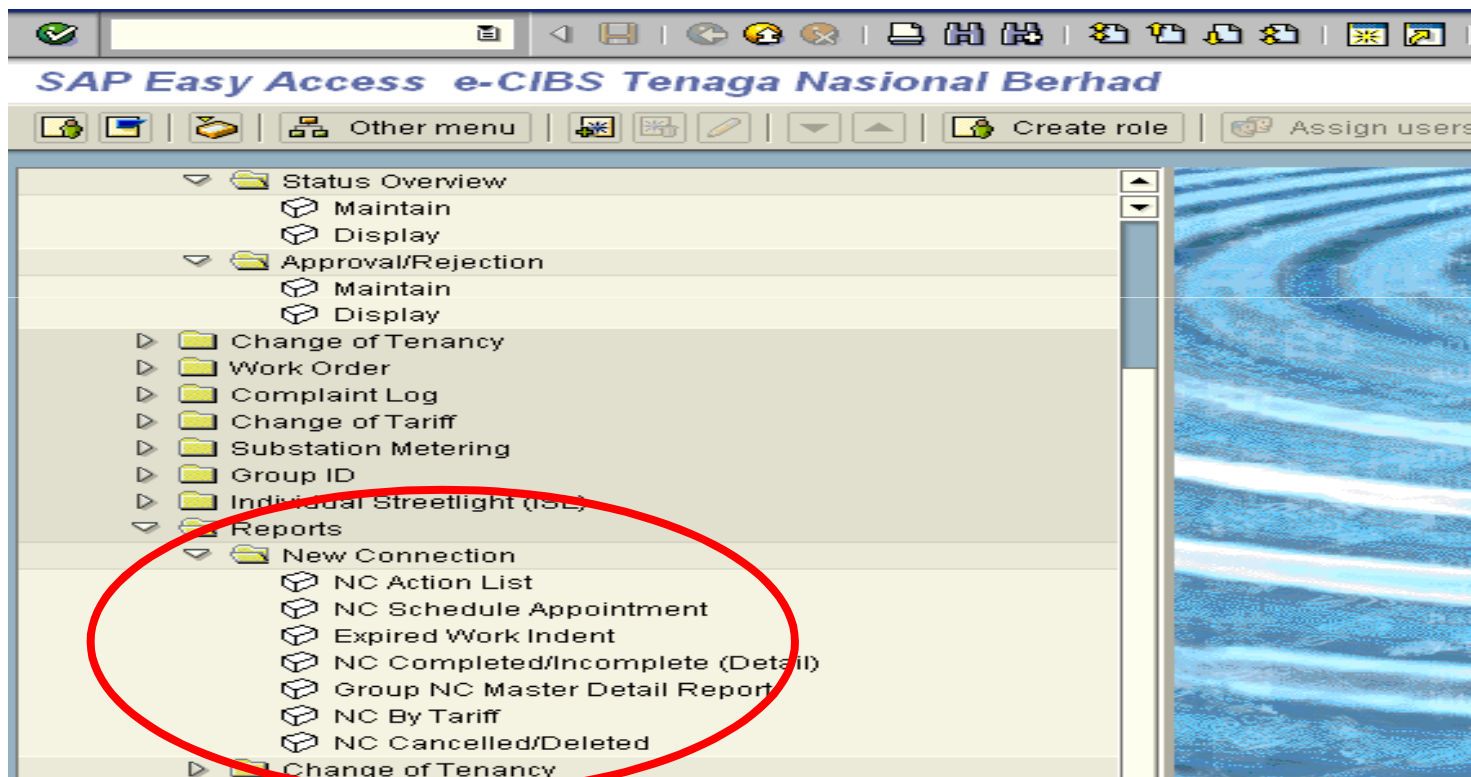 SAP Easy Access e-CIBS Tenaga Nasional Berhad
Other menu Create role Assign users
Status Overview
Maintain
Display
Approval/Rejection
Maintain
Display
Change of Tenancy
Work Order
Complaint Log
Change of Tariff
Substation Metering
Group ID
Individual Streetlight (ISL)
Reports
New Connection
NC Action List
NC Schedule Appointment
Expired Work Indent
NC Completed/Incomplete (Detail)
Group NC Master Detail Report
NC By Tariff
NC Cancelled/Deleted
Change of Tenancy